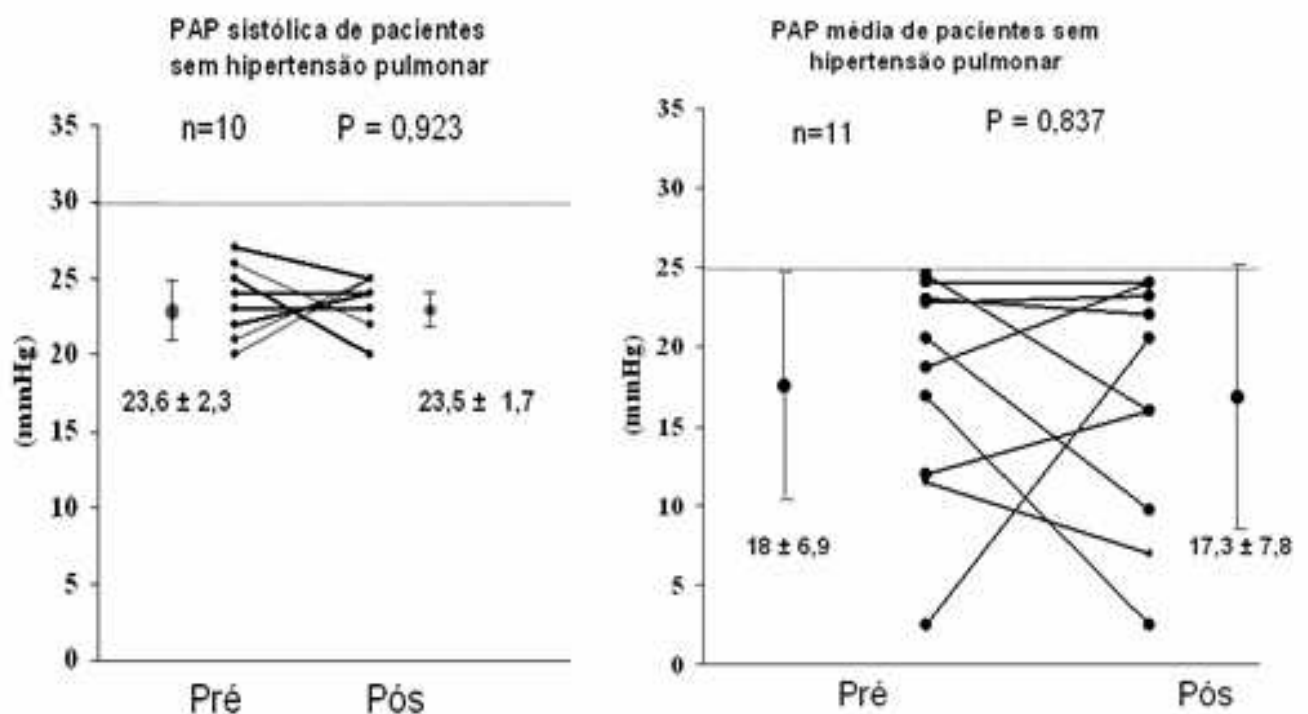 PAP sistólica de pacientes
sem hipertensão pulmonar
n=10 P = 0,923
35
30
25
20
15
10
5
0
(mmHg)
23,6 ± 2,3
23,5 ± 1,7
Pré Pós
PAP média de pacientes sem
hipertensão pulmonar
n=11 P = 0,837
35
30
25
20
15
10
5
0
(mmHg)
18 ± 6,9
17,3 ± 7,8
Pré Pós